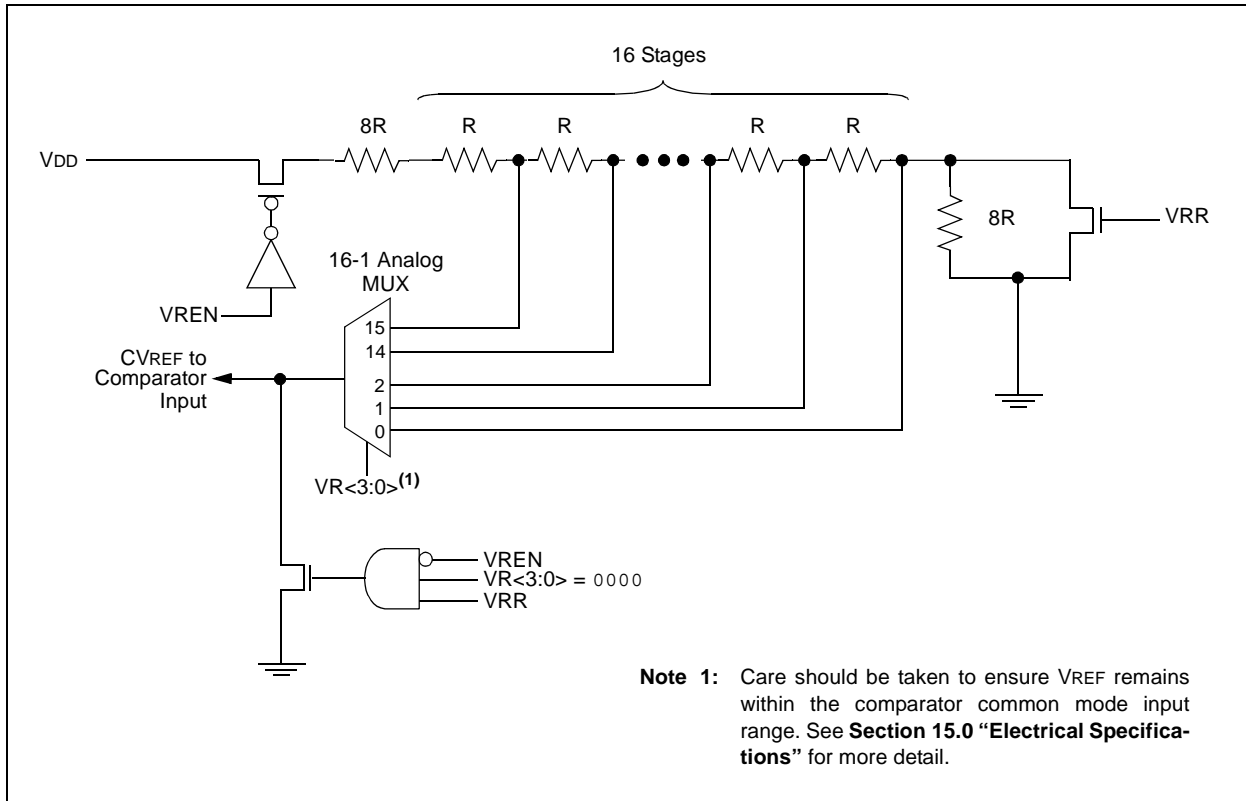 16 Stages
8R R R R R
VDD
8R
VRR
16-1 Analog
MUX
VREN
15
14
2
1
0
CVREF to
Comparator
Input
VR<3:0>(1)
VREN
VR<3:0> = 0000
VRR
Note 1: Care should be taken to ensure VREF remains
within the comparator common mode input
range. See Section 15.0 “Electrical Specifica-
tions” for more detail.